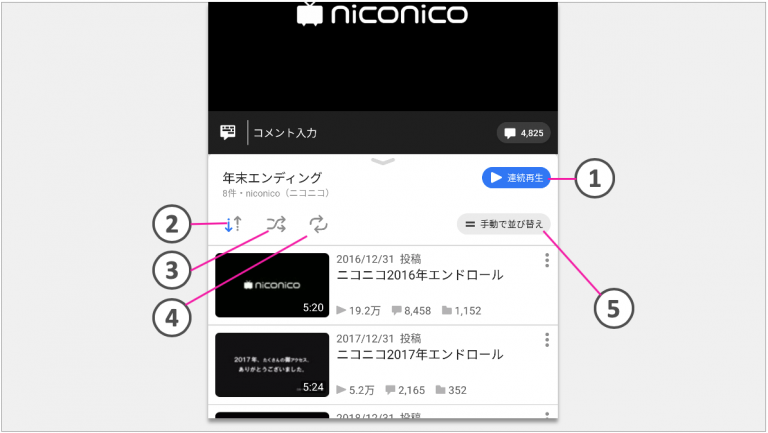 niconico
コメント入力
4,825
年末エンディング
連続再生
8件・niconico（ニコニコ）
手動で並び替え
1
2
3
4
5
2016/12/31 投稿
ニコニコ2016年エンドロール
niconico
5:20
19.2万 8,458 1,152
2017/12/31 投稿
ニコニコ2017年エンドロール
2017年、たくさんの アクセス、
ありがとうございました。
5:24
5.2万 2,165 352
2018/12/31 投稿